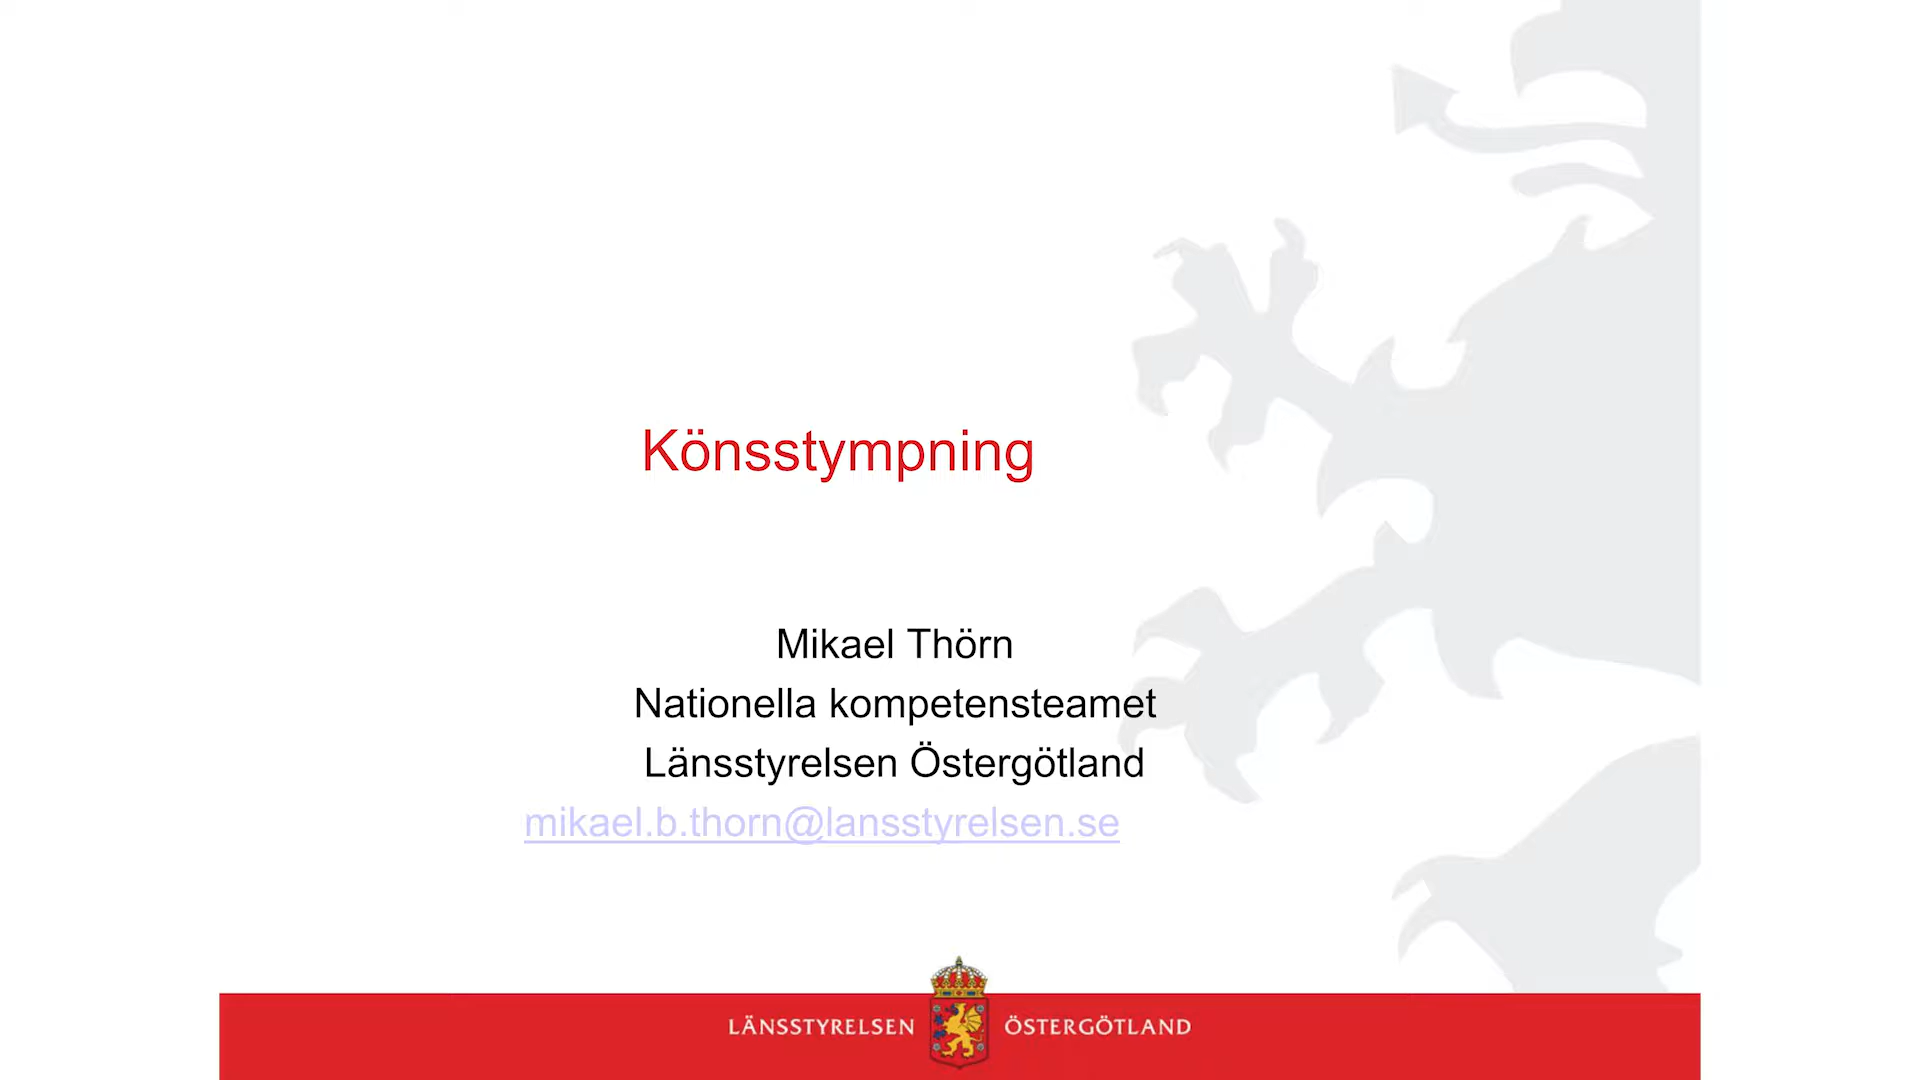 Könsstympning
Mikael Thörn
Nationella kompetensteamet
Länsstyrelsen Östergötland
mikael.b.thorn@lansstyrelsen.se
LÄNSSTYRELSEN ÖSTERGÖTLAND